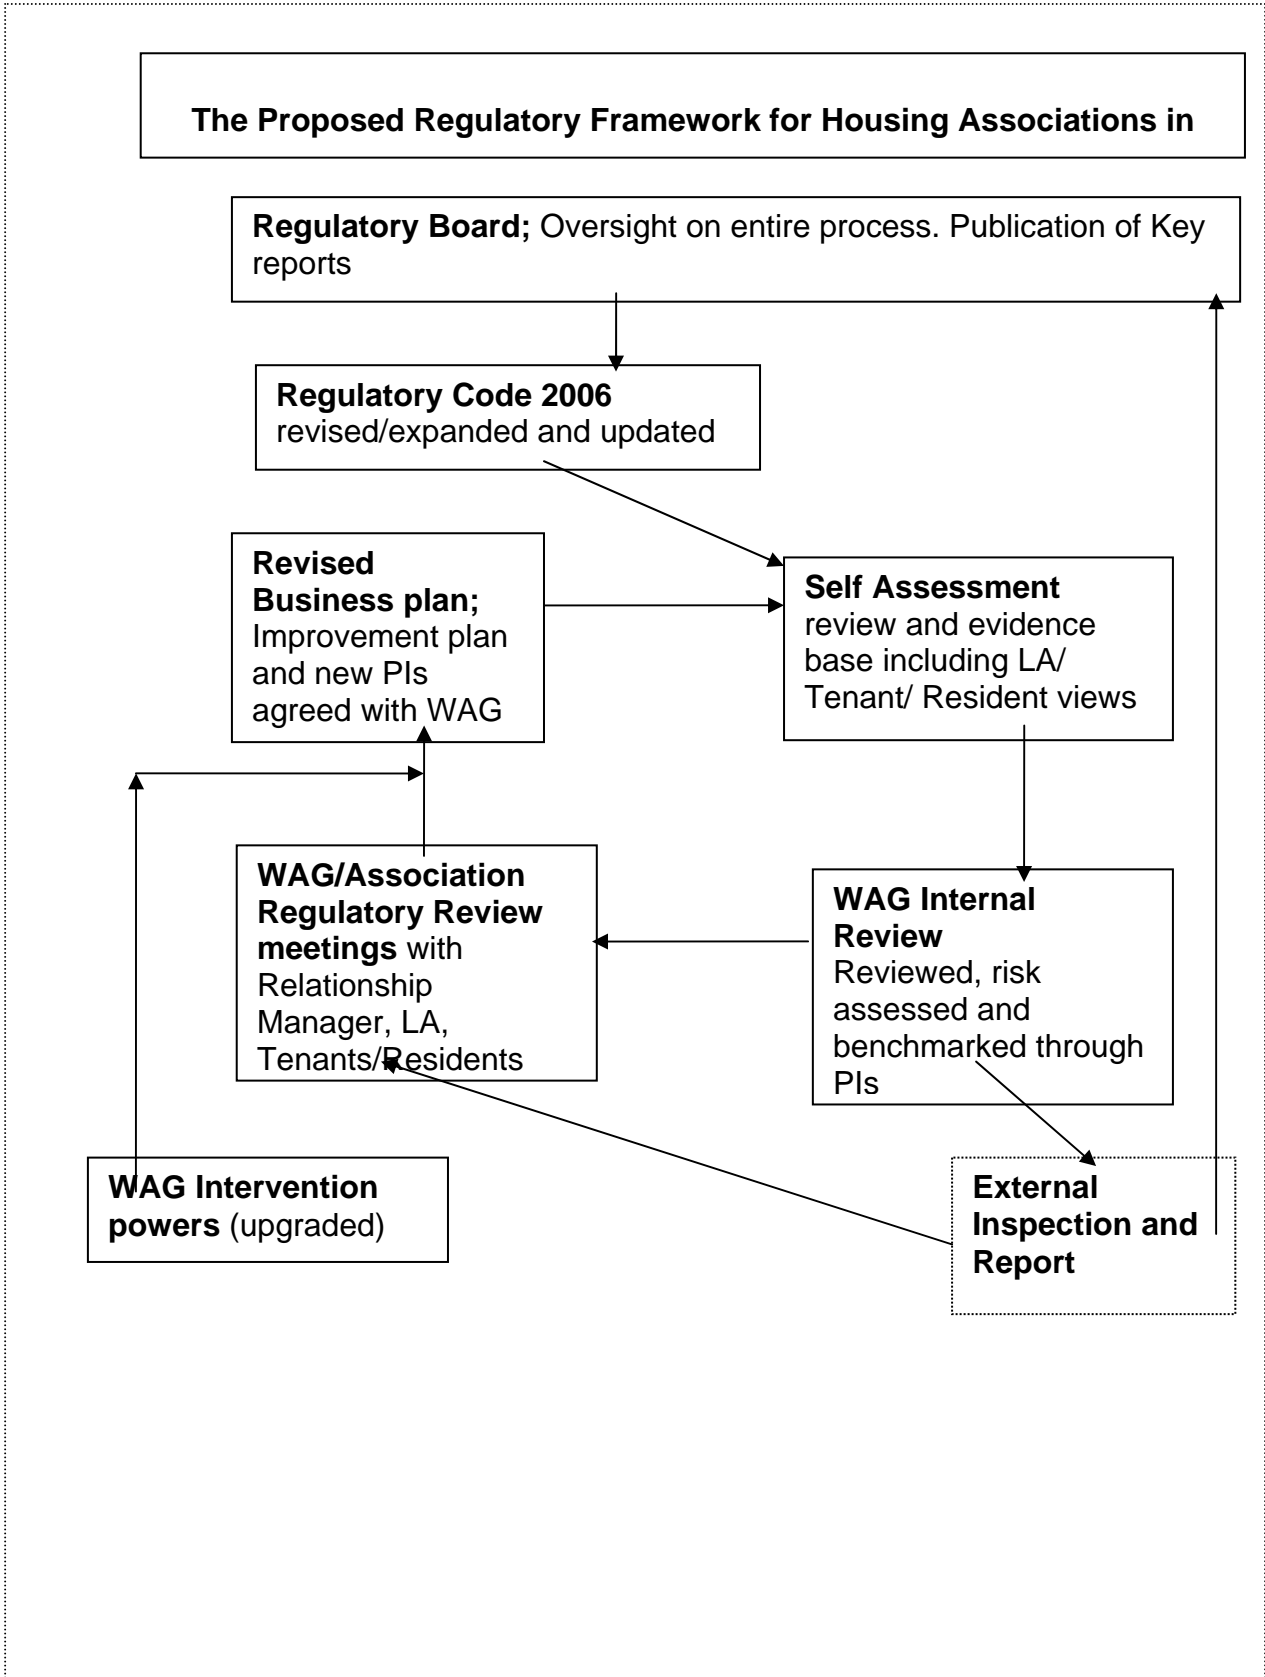 The Proposed Regulatory Framework for Housing Associations in
Regulatory Board; Oversight on entire process. Publication of Key
reports
Regulatory Code 2006
revised/expanded and updated
Revised
Business plan;
Improvement plan
and new PIs
agreed with WAG
Self Assessment
review and evidence
base including LA/
Tenant/ Resident views
WAG/Association
Regulatory Review
meetings with
Relationship
Manager, LA,
Tenants/Residents
WAG Internal
Review
Reviewed, risk
assessed and
benchmarked through
PIs
WAG Intervention
powers (upgraded)
External
Inspection and
Report